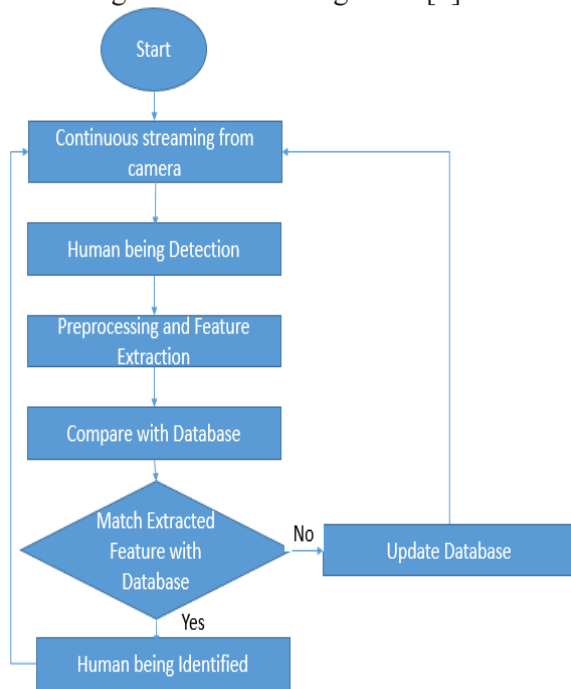 Start
Continuous streaming from
camera
Human being Detection
Preprocessing and Feature
Extraction
Compare with Database
Match Extracted
Feature with
Database
No
Update Database
Yes
Human being Identified